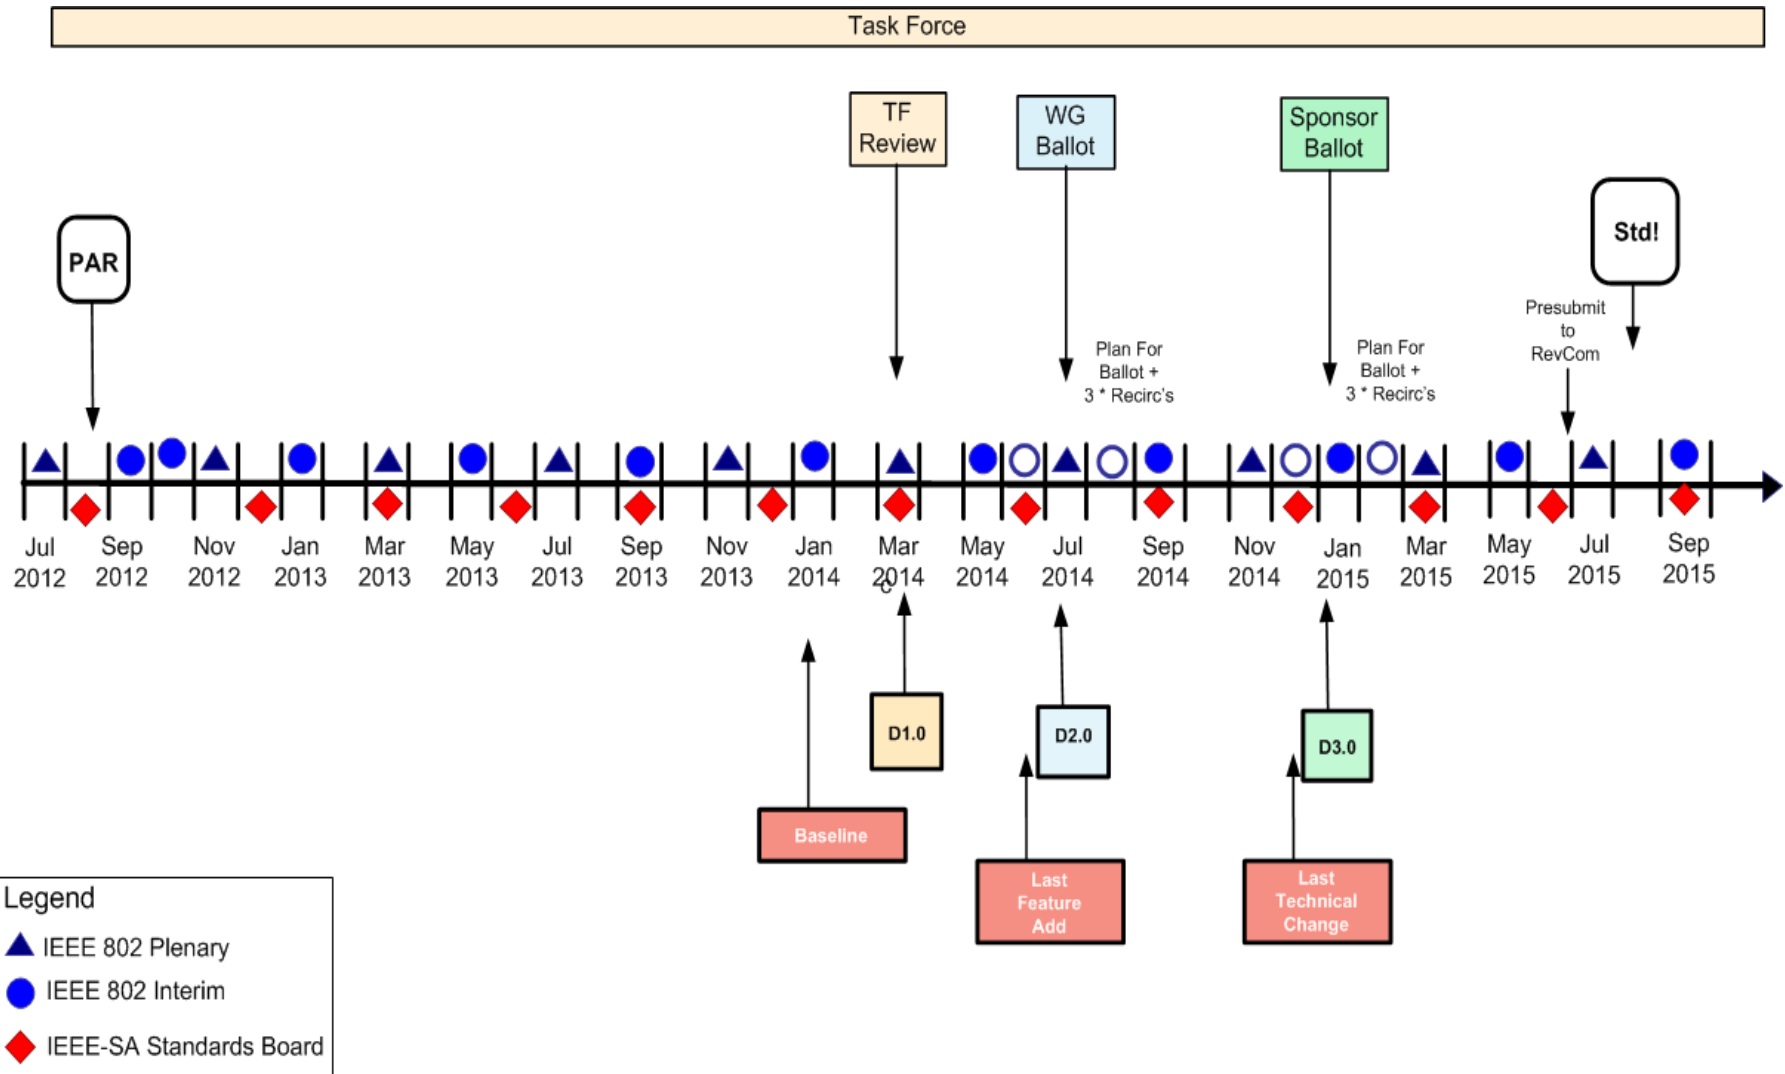 Task Force
TF
Review
WG
Ballot
Sponsor
Ballot
PAR
Std!
Presubmit
to
RevCom
Plan For
Ballot +
3 * Recirc's
Plan For
Ballot +
3 * Recirc's
Jul
2012
Sep
2012
Nov
2012
Jan
2013
Mar
2013
May
2013
Jul
2013
Sep
2013
Nov
2013
Jan
2014
Mar
2014
c
May
2014
Jul
2014
Sep
2014
Nov
2014
Jan
2015
Mar
2015
May
2015
Jul
2015
Sep
2015
D1.0
D2.0
D3.0
Baseline
Last
Feature
Add
Last
Technical
Change
Legend
IEEE 802 Plenary
IEEE 802 Interim
IEEE-SA Standards Board